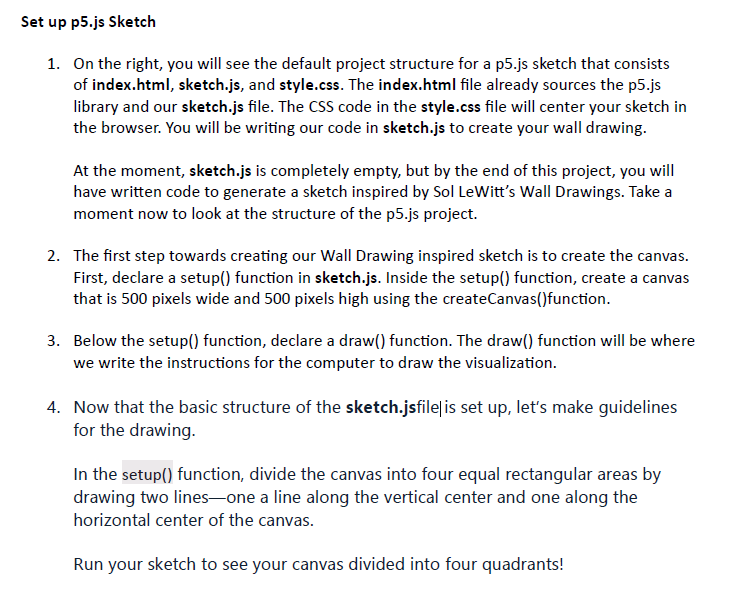 Set up p5.js Sketch
1. On the right, you will see the default project structure for a p5.js sketch that consists
of index.html, sketch.js, and style.css. The index.html file already sources the p5.js
library and our sketch.js file. The CSS code in the style.css file will center your sketch in
the browser. You will be writing our code in sketch.js to create your wall drawing.
At the moment, sketch.js is completely empty, but by the end of this project, you will
have written code to generate a sketch inspired by Sol LeWitt’s Wall Drawings. Take a
moment now to look at the structure of the p5.js project.
2. The first step towards creating our Wall Drawing inspired sketch is to create the canvas.
First, declare a setup() function in sketch.js. Inside the setup() function, create a canvas
that is 500 pixels wide and 500 pixels high using the createCanvas()function.
3. Below the setup() function, declare a draw() function. The draw() function will be where
we write the instructions for the computer to draw the visualization.
4. Now that the basic structure of the sketch.jsfile is set up, let’s make guidelines
for the drawing.
In the setup() function, divide the canvas into four equal rectangular areas by
drawing two lines—one a line along the vertical center and one along the
horizontal center of the canvas.
Run your sketch to see your canvas divided into four quadrants!